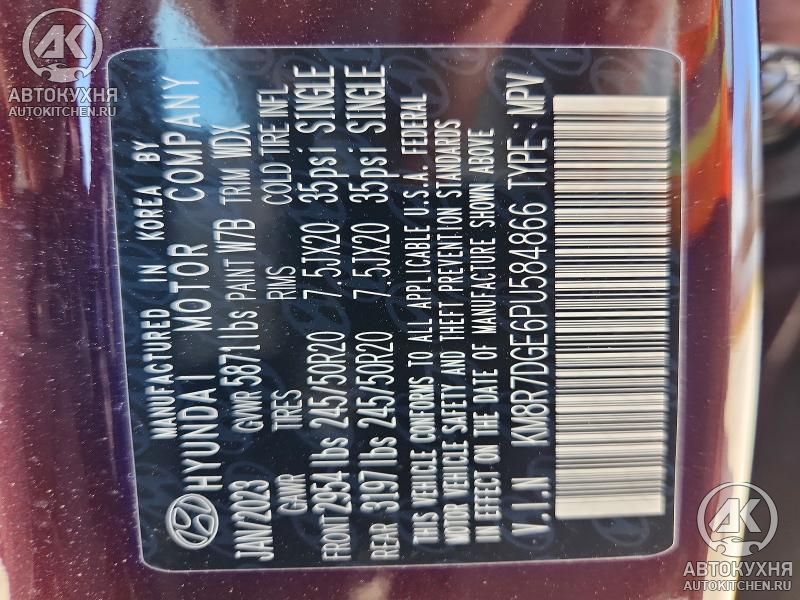 MANUFACTURED IN KOREA BY
HYUNDAI MOTOR COMPANY
JAN/2023 GVWR 5871lbs PAINT W7B TRIM VDX
GAWR TIRES RIMS COLD TIRE INFL
FRONT 2954lbs 245/50R20 7.5JX20 35psi SINGLE
REAR 3197lbs 245/50R20 7.5JX20 35psi SINGLE
THIS VEHICLE CONFORMS TO ALL APPLICABLE U.S.A. FEDERAL
MOTOR VEHICLE SAFETY AND THEFT PREVENTION STANDARDS
IN EFFECT ON THE DATE OF MANUFACTURE SHOWN ABOVE
V.I.N KM8R7DGE6PU584866 TYPE : MPV
АК
АВТОКУХНЯ
AUTOKITCHEN.RU
АК
АВТОКУХНЯ
AUTOKITCHEN.RU